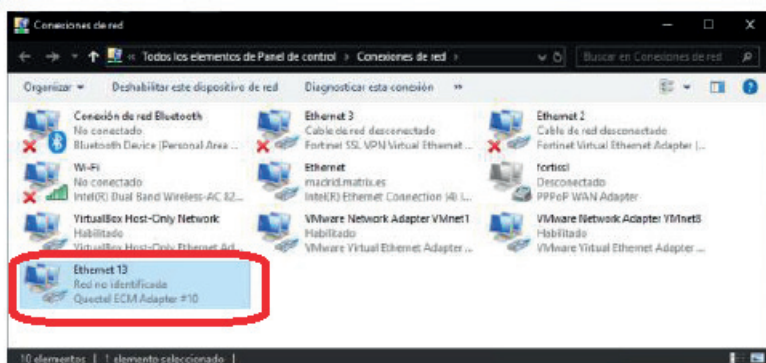 Conexiones de red
Todos los elementos de Panel de control > Conexiones de red >
Buscar en Conexiones de red
Organizar
Deshabilitar este dispositivo de red
Diagnosticar esta conexión
»
Conexión de red Bluetooth
No conectado
Bluetooth Device (Personal Area ...
Ethernet 3
Cable de red desconectado
Fortinet SSL VPN Virtual Ethernet ...
Ethernet 2
Cable de red desconectado
Fortinet Virtual Ethernet Adapter (...
Wi-Fi
No conectado
Intel(R) Dual Band Wireless-AC 82...
Ethernet
madrid.matrix.es
Intel(R) Ethernet Connection (4) I...
fortissl
Desconectado
PPPoP WAN Adapter
VirtualBox Host-Only Network
Habilitado
VirtualBox Host-Only Ethernet Ad...
VMware Network Adapter VMnet1
Habilitado
VMware Virtual Ethernet Adapter ...
VMware Network Adapter VMnet8
Habilitado
VMware Virtual Ethernet Adapter ...
Ethernet 13
Red no identificada
Quectel ECM Adapter #10
10 elementos | 1 elemento seleccionado |